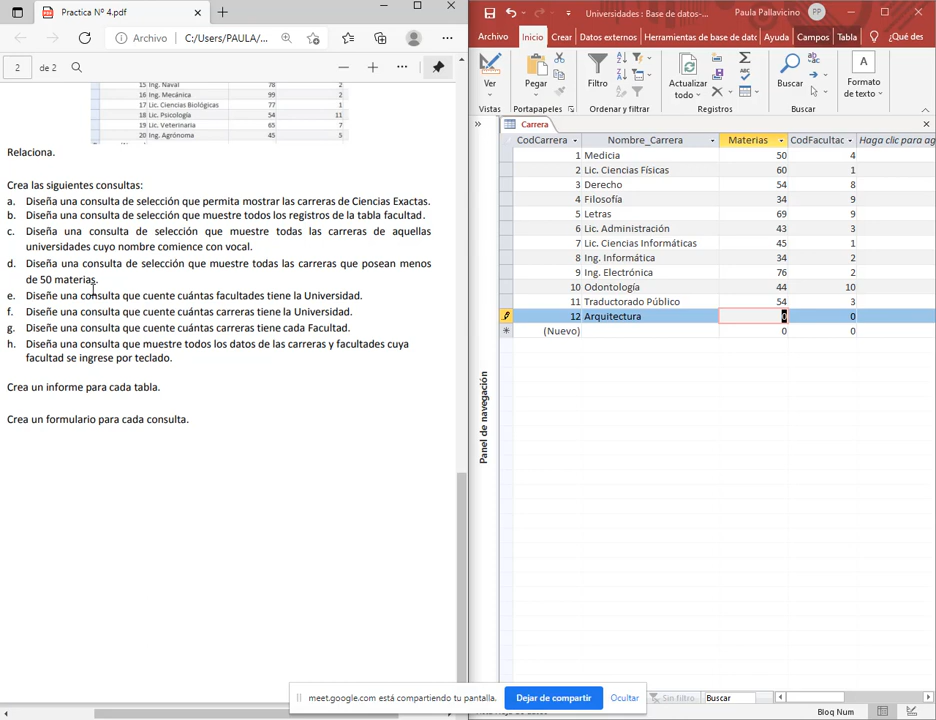 Practica Nº 4.pdf
Archivo
C:/Users/PAULA/...
2
de 2
15 Ing. Naval 78 2
16 Ing. Mecánica 99 2
17 Lic. Ciencias Biológicas 77 1
18 Lic. Psicología 54 11
19 Lic. Veterinaria 65 7
20 Ing. Agrónoma 45 5
Relaciona.
Crea las siguientes consultas:
a. Diseña una consulta de selección que permita mostrar las carreras de Ciencias Exactas.
b. Diseña una consulta de selección que muestre todos los registros de la tabla facultad.
c. Diseña una consulta de selección que muestre todas las carreras de aquellas
universidades cuyo nombre comience con vocal.
d. Diseña una consulta de selección que muestre todas las carreras que posean menos
de 50 materias.
e. Diseñe una consulta que cuente cuántas facultades tiene la Universidad.
f. Diseña una consulta que cuente cuántas carreras tiene la Universidad.
g. Diseña una consulta que cuente cuántas carreras tiene cada Facultad.
h. Diseña una consulta que muestre todos los datos de las carreras y facultades cuya
facultad se ingrese por teclado.
Crea un informe para cada tabla.
Crea un formulario para cada consulta.
Universidades : Base de datos-...
Paula Pallavicino
PP
Archivo
Inicio
Crear
Datos externos
Herramientas de base de datos
Ayuda
Campos
Tabla
¿Qué des
Ver
Pegar
Filtro
Actualizar
todo
Buscar
Formato
de texto
Vistas
Portapapeles
Ordenar y filtrar
Registros
Buscar
Carrera
CodCarrera Nombre_Carrera Materias CodFacultac Haga clic para ag
1 Medicia 50 4
2 Lic. Ciencias Físicas 60 1
3 Derecho 54 8
4 Filosofía 34 9
5 Letras 69 9
6 Lic. Administración 43 3
7 Lic. Ciencias Informáticas 45 1
8 Ing. Informática 34 2
9 Ing. Electrónica 76 2
10 Odontología 44 10
11 Traductorado Público 54 3
12 Arquitectura 0 0
(Nuevo) 0 0
Panel de navegación
meet.google.com está compartiendo tu pantalla.
Dejar de compartir
Ocultar
Sin filtro
Buscar
Bloq Num